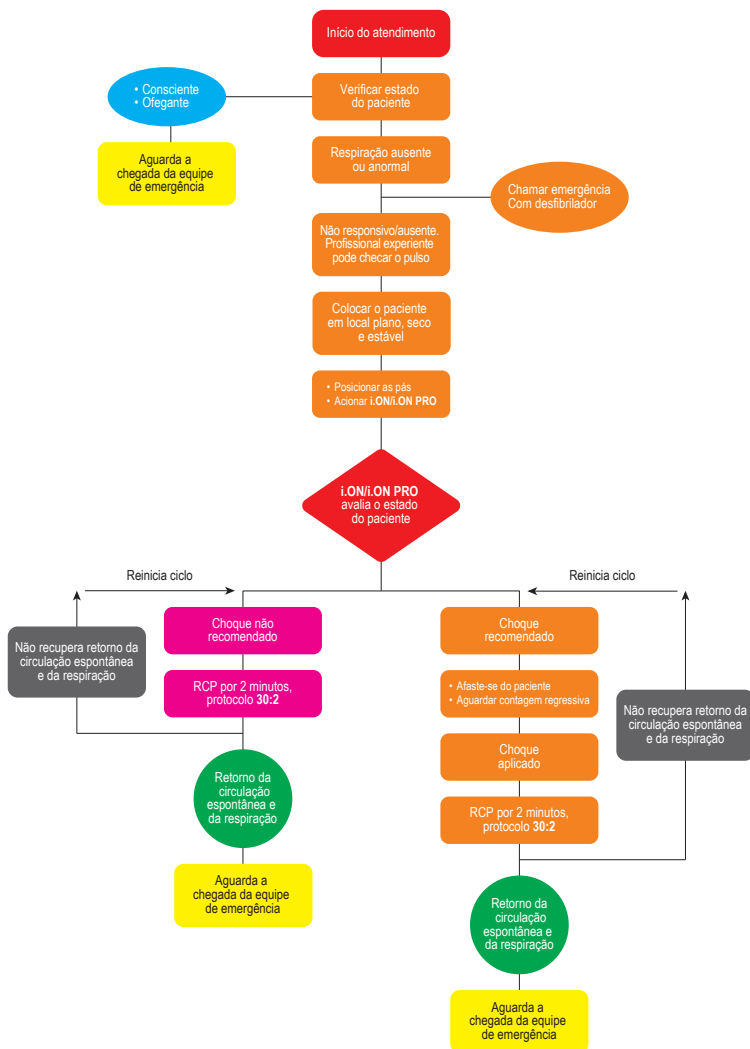 Início do atendimento
• Consciente
• Ofegante
Verificar estado
do paciente
Aguarda a
chegada da equipe
de emergência
Respiração ausente
ou anormal
Chamar emergência
Com desfibrilador
Não responsivo/ausente.
Profissional experiente
pode checar o pulso
Colocar o paciente
em local plano, seco
e estável
• Posicionar as pás
• Acionar i.ON/i.ON PRO
i.ON/i.ON PRO
avalia o estado
do paciente
Reinicia ciclo
Não recupera retorno da
circulação espontânea
e da respiração
Choque não
recomendado
RCP por 2 minutos,
protocolo 30:2
Retorno da
circulação
espontânea e
da respiração
Aguarda a
chegada da equipe
de emergência
Reinicia ciclo
Choque
recomendado
• Afaste-se do paciente
• Aguardar contagem regressiva
Choque
aplicado
RCP por 2 minutos,
protocolo 30:2
Não recupera retorno da
circulação espontânea
e da respiração
Retorno da
circulação
espontânea e
da respiração
Aguarda a
chegada da equipe
de emergência